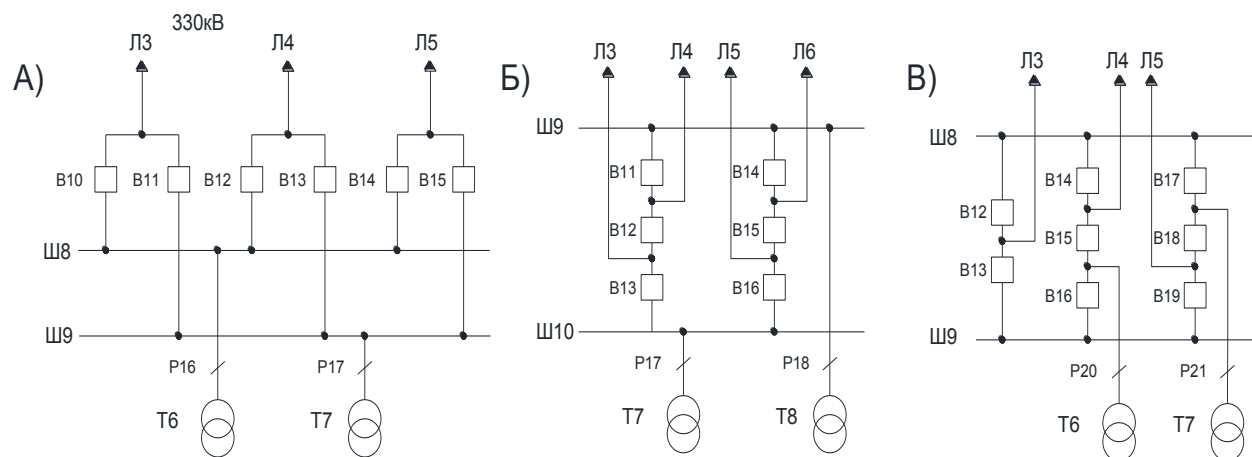 330кВ
А)
Л3
Л4
Л5
В10
В11
В12
В13
В14
В15
Ш8
Ш9
Р16
Р17
Т6
Т7
Б)
Л3
Л4
Л5
Л6
Ш9
В11
В14
В12
В15
В13
В16
Ш10
Р17
Р18
Т7
Т8
В)
Л3
Л4
Л5
Ш8
В14
В17
В12
В15
В18
В13
В16
В19
Ш9
Р20
Р21
Т6
Т7